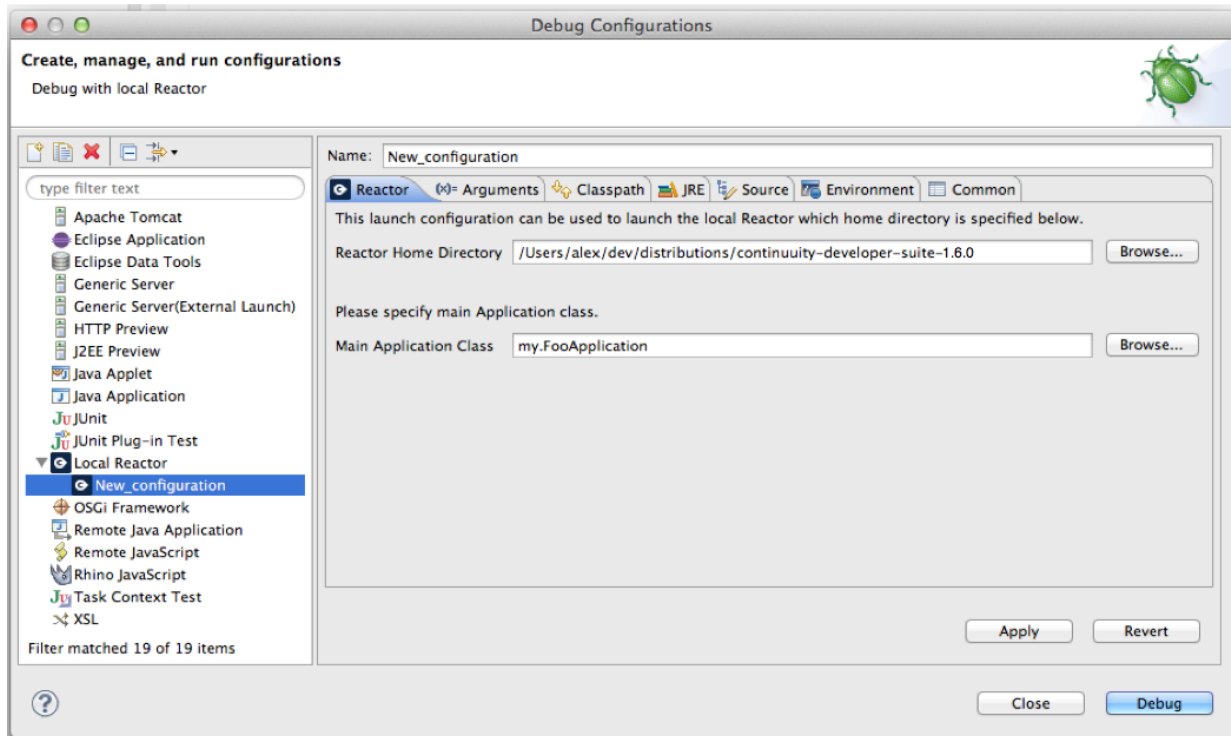 Debug Configurations
Create, manage, and run configurations
Debug with local Reactor
type filter text
Apache Tomcat
Eclipse Application
Eclipse Data Tools
Generic Server
Generic Server(External Launch)
HTTP Preview
J2EE Preview
Java Applet
Java Application
JUnit
JUnit Plug-in Test
Local Reactor
New_configuration
OSGi Framework
Remote Java Application
Remote JavaScript
Rhino JavaScript
Task Context Test
XSL
Filter matched 19 of 19 items
Name: New_configuration
Reactor (x)= Arguments Classpath JRE Source Environment Common
This launch configuration can be used to launch the local Reactor which home directory is specified below.
Reactor Home Directory /Users/alex/dev/distributions/continuuity-developer-suite-1.6.0 Browse...
Please specify main Application class.
Main Application Class my.FooApplication Browse...
Apply Revert
? Close Debug